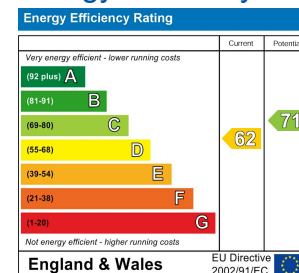 Energy Efficiency Rating
Current Potential
Very energy efficient - lower running costs
(92 plus) A
(81-91) B
(69-80) C
71
(55-68) D
62
(39-54) E
(21-38) F
(1-20) G
Not energy efficient - higher running costs
England & Wales
EU Directive
2002/91/EC